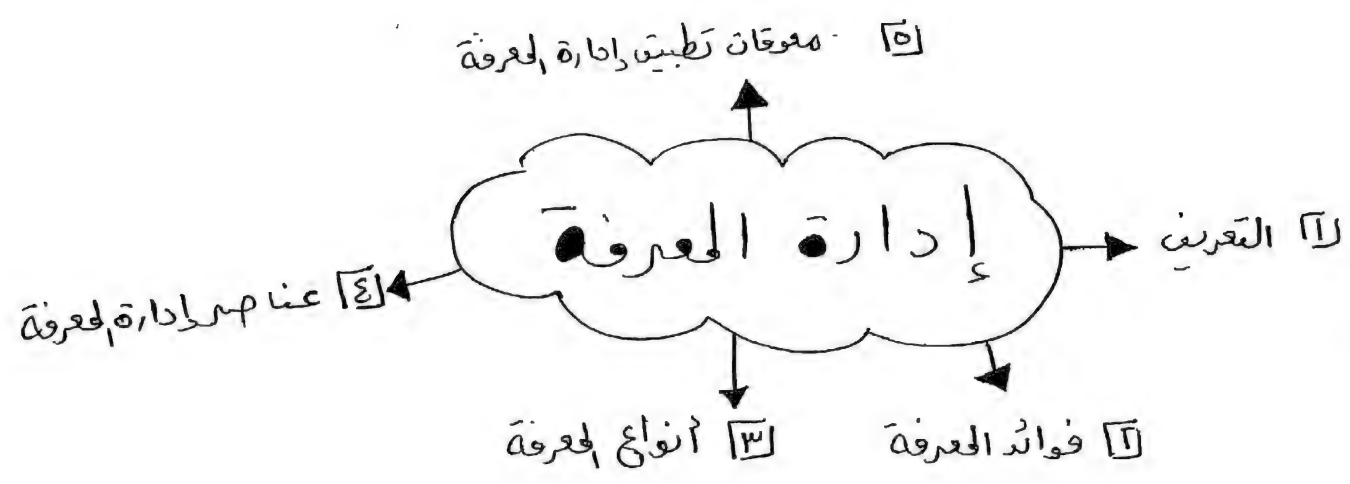 إدارة المعرفة
١ التعريف
٢ فوائد المعرفة
٣ أنواع المعرفة
٤ عناصر إدارة المعرفة
٥ معوقات تطبيق إدارة المعرفة